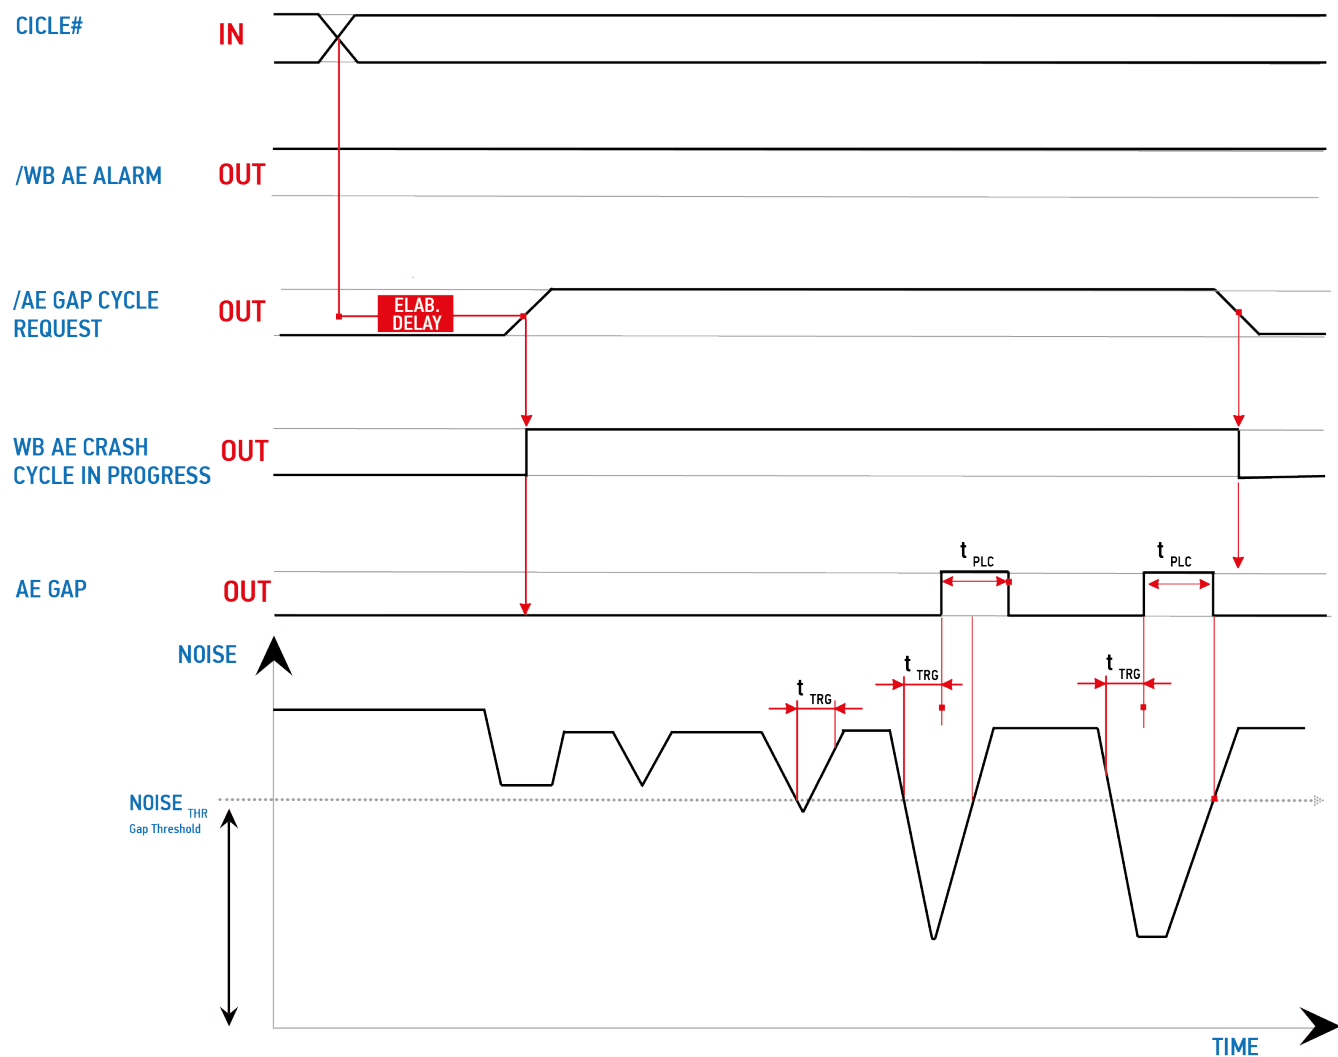 CICLE#
IN
/WB AE ALARM
OUT
/AE GAP CYCLE
REQUEST
OUT
ELAB.
DELAY
WB AE CRASH
CYCLE IN PROGRESS
OUT
AE GAP
OUT
t PLC
t PLC
NOISE
t TRG
t TRG
t TRG
NOISE THR
Gap Threshold
TIME